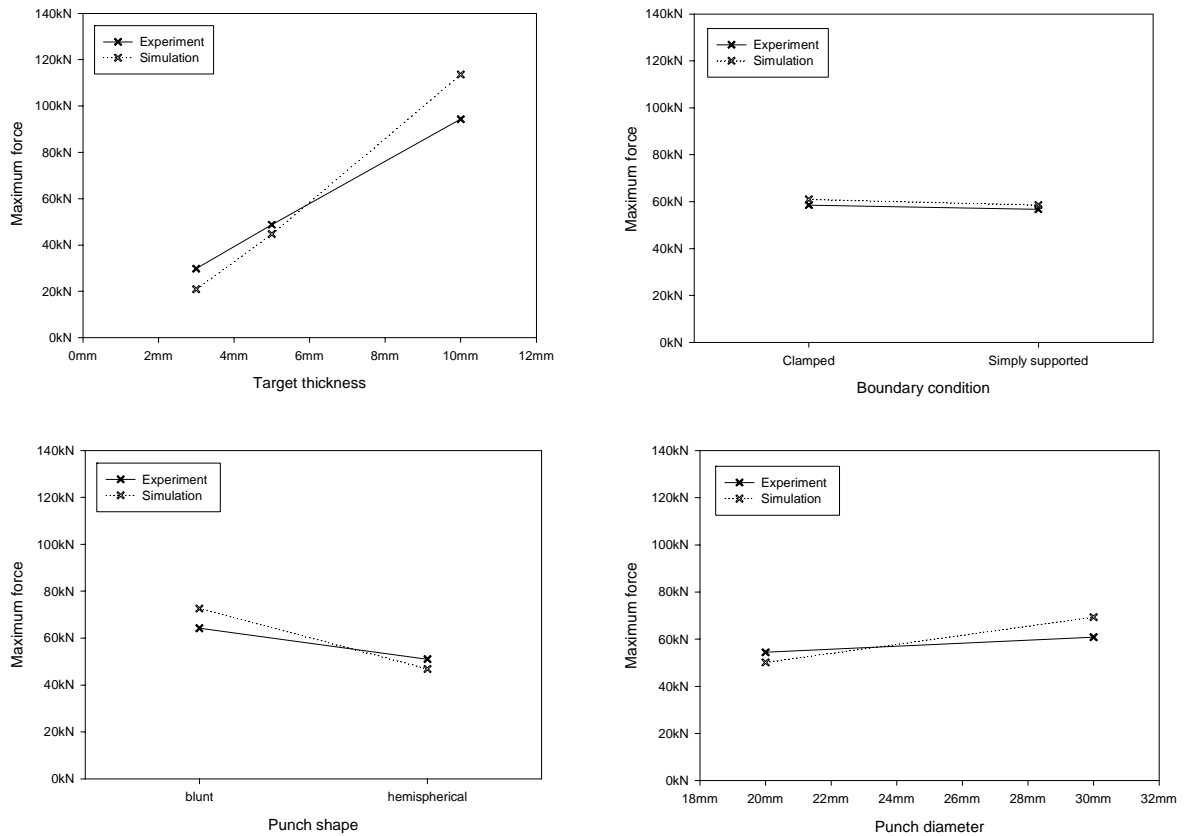 140kN
120kN
100kN
80kN
60kN
40kN
20kN
0kN
Maximum force
Experiment
Simulation
0mm 2mm 4mm 6mm 8mm 10mm 12mm
Target thickness
140kN
120kN
100kN
80kN
60kN
40kN
20kN
0kN
Maximum force
Experiment
Simulation
Clamped Simply supported
Boundary condition
140kN
120kN
100kN
80kN
60kN
40kN
20kN
0kN
Maximum force
Experiment
Simulation
blunt hemispherical
Punch shape
140kN
120kN
100kN
80kN
60kN
40kN
20kN
0kN
Maximum force
Experiment
Simulation
18mm 20mm 22mm 24mm 26mm 28mm 30mm 32mm
Punch diameter